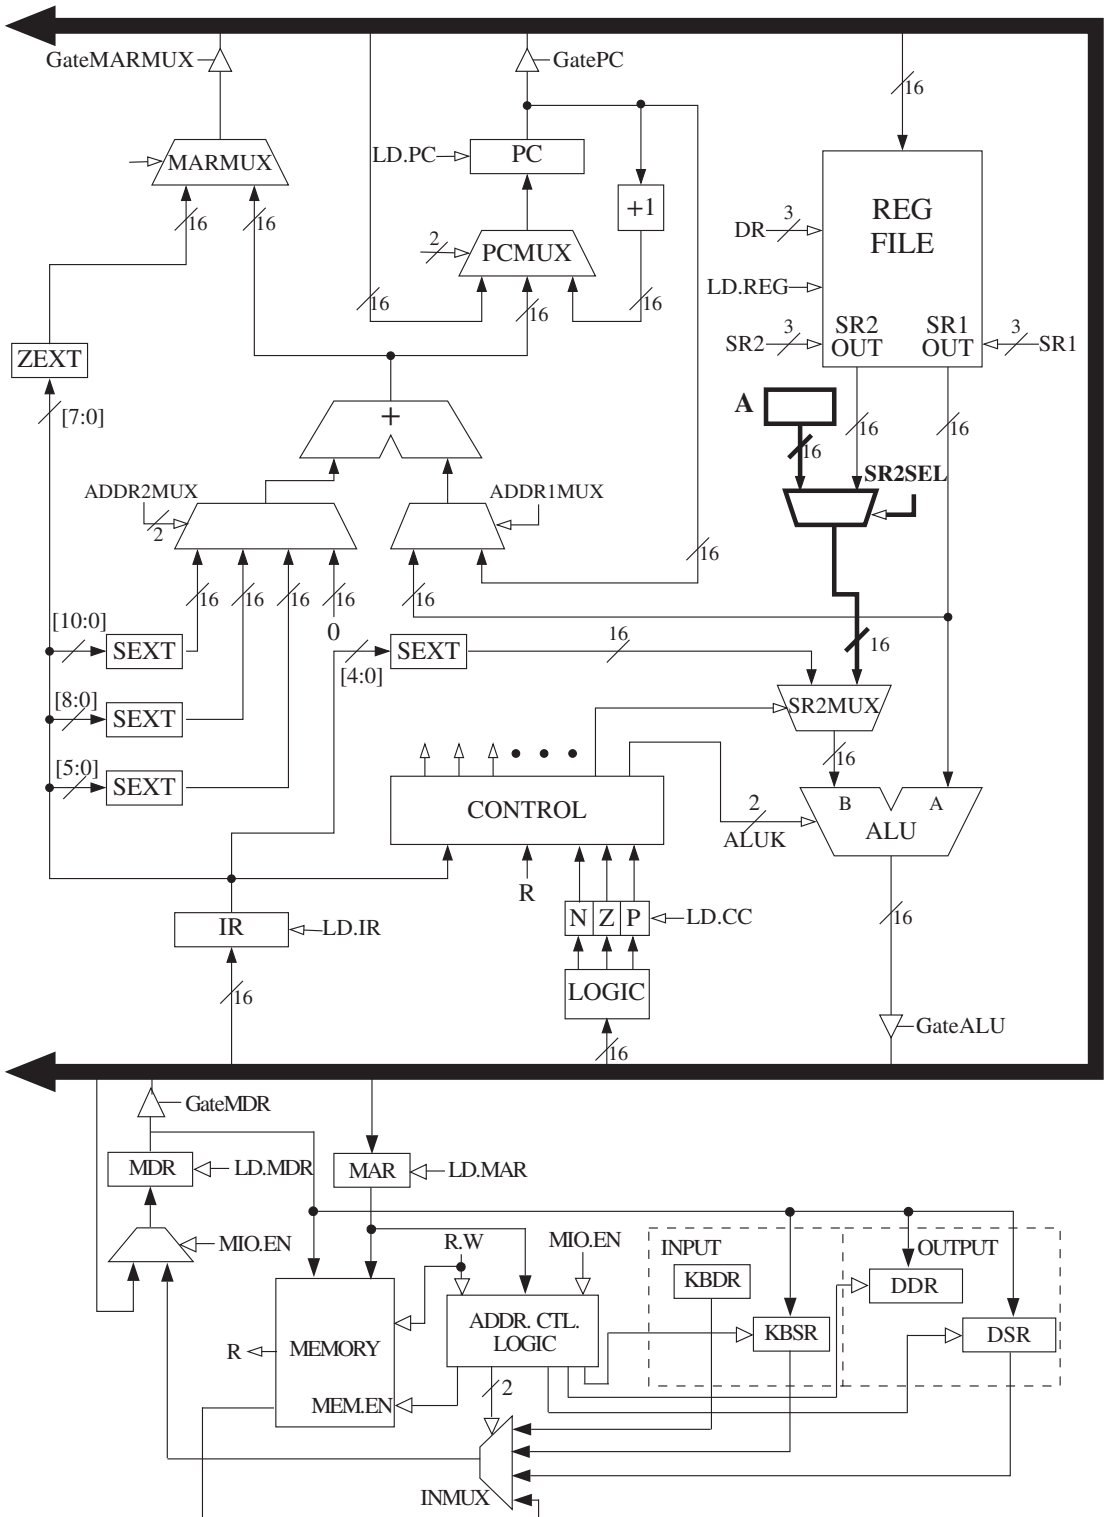 GateMARMUX
GatePC
16
MARMUX
LD.PC
PC
+1
REG
FILE
DR
3
16
16
2
PCMUX
LD.REG
16
16
16
SR2
OUT
SR1
OUT
SR2
3
3
SR1
ZEXT
[7:0]
+
A
16
16
16
SR2SEL
ADDR2MUX
2
ADDR1MUX
16
16
16
16
16
16
0
[10:0]
SEXT
[4:0]
SEXT
16
16
[8:0]
SEXT
SR2MUX
[5:0]
SEXT
16
CONTROL
2
ALUK
B
A
ALU
R
IR
LD.IR
N
Z
P
LD.CC
16
16
LOGIC
16
GateALU
GateMDR
MDR
LD.MDR
MAR
LD.MAR
MIO.EN
R.W
MIO.EN
INPUT
OUTPUT
KBDR
DDR
MEMORY
R
MEM.EN
ADDR. CTL.
LOGIC
KBSR
DSR
2
INMUX